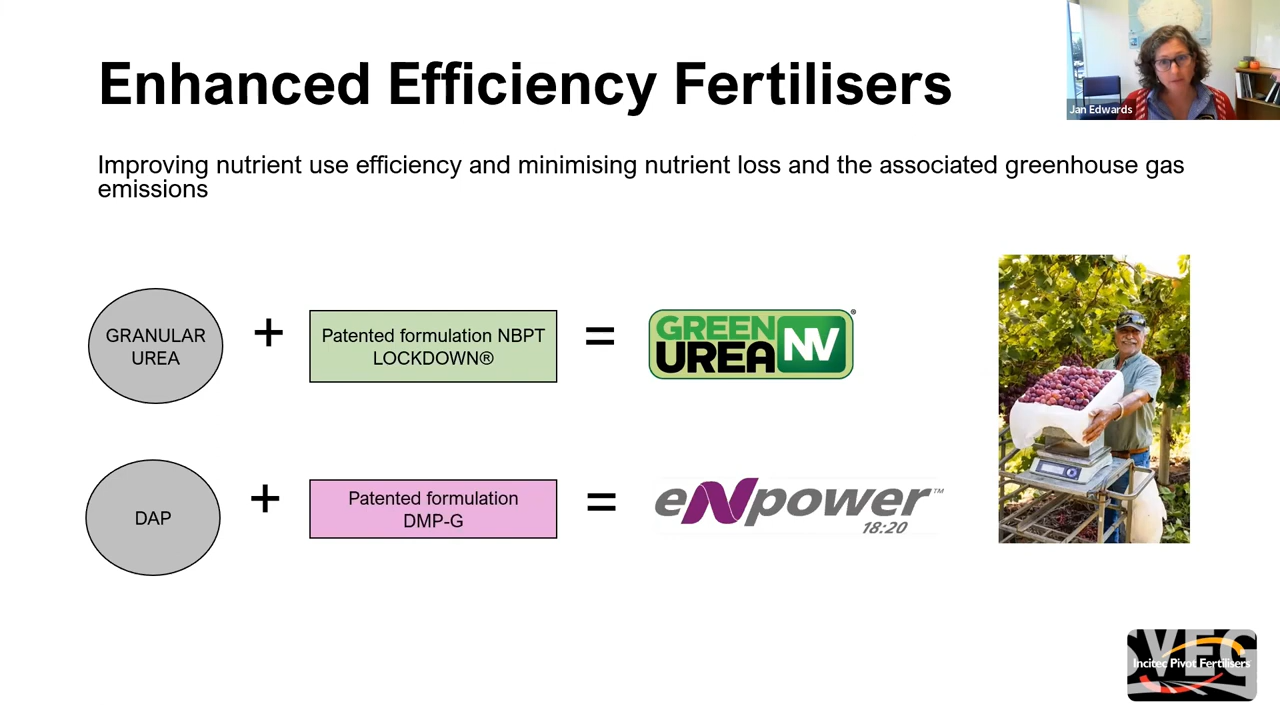 Enhanced Efficiency Fertilisers
Jan Edwards
Improving nutrient use efficiency and minimising nutrient loss and the associated greenhouse gas
emissions
GRANULAR
UREA
+
Patented formulation NBPT
LOCKDOWN®
=
GREEN
UREA NV®
DAP
+
Patented formulation
DMP-G
=
eNpower™
18:20
VEG
Incitec Pivot Fertilisers